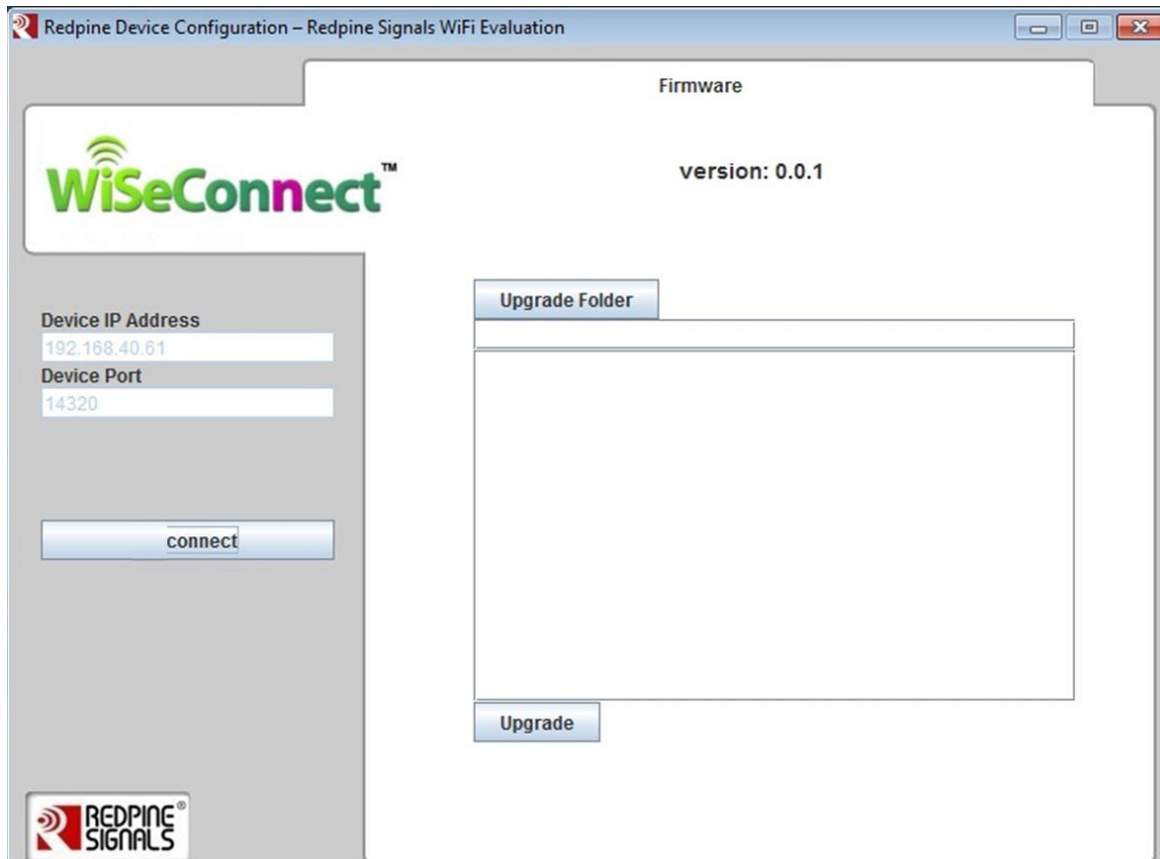 Redpine Device Configuration – Redpine Signals WiFi Evaluation
Firmware
WiSeConnect™
version: 0.0.1
Upgrade Folder
Device IP Address
192.168.40.61
Device Port
14320
connect
Upgrade
REDPINE®
SIGNALS